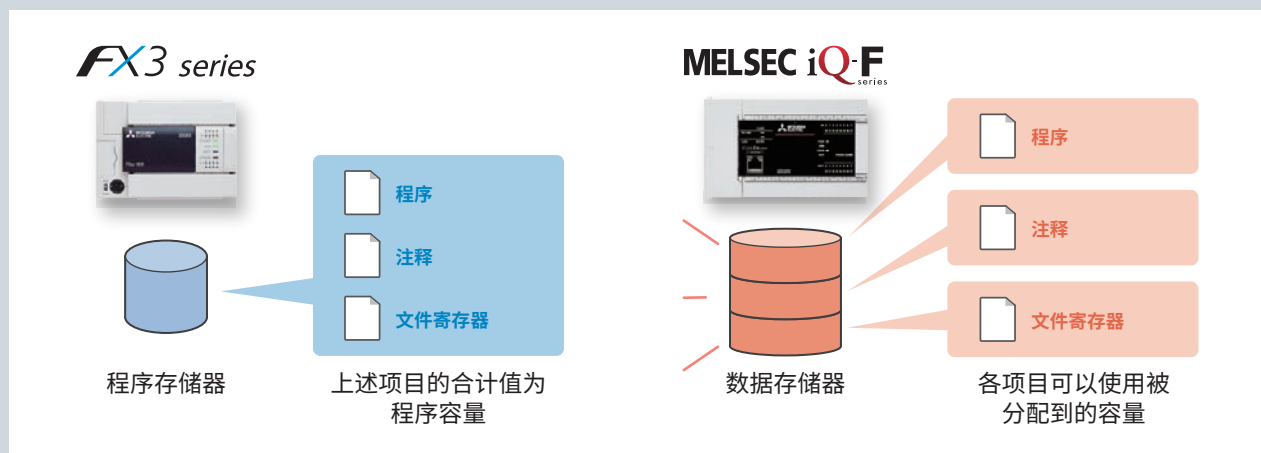 FX3 series
程序
注释
文件寄存器
程序存储器
上述项目的合计值为
程序容量
MELSEC iQ-F
series
程序
注释
文件寄存器
数据存储器
各项目可以使用被
分配到的容量